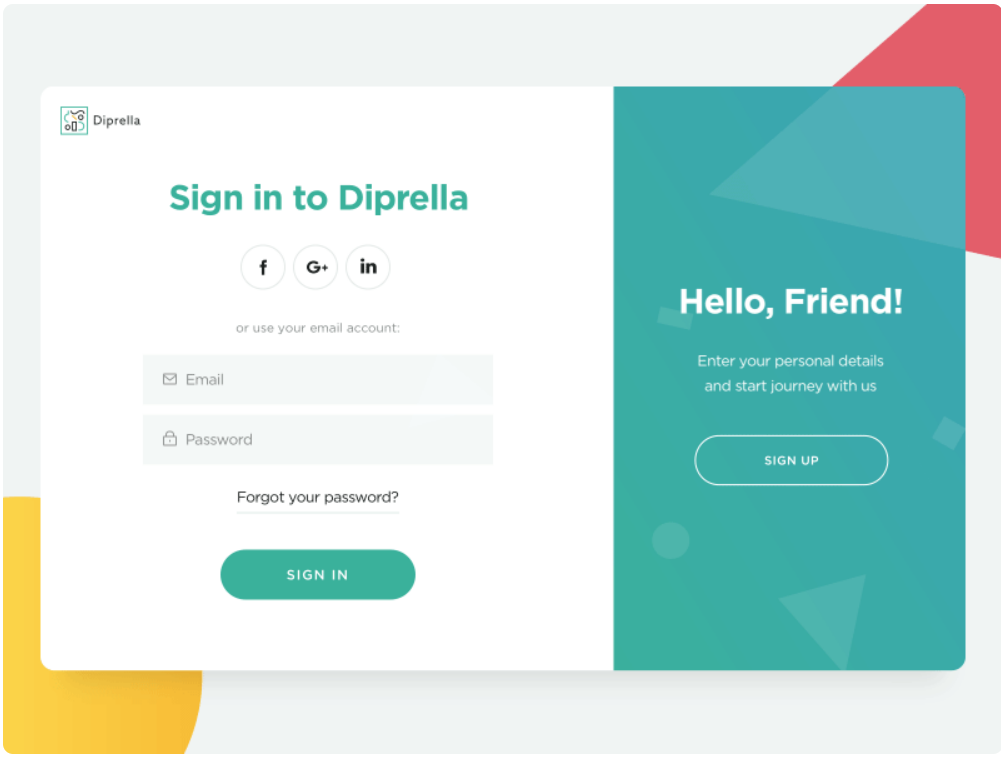 Diprella
Sign in to Diprella
f
G+
in
or use your email account:
Email
Password
Forgot your password?
SIGN IN
Hello, Friend!
Enter your personal details
and start journey with us
SIGN UP